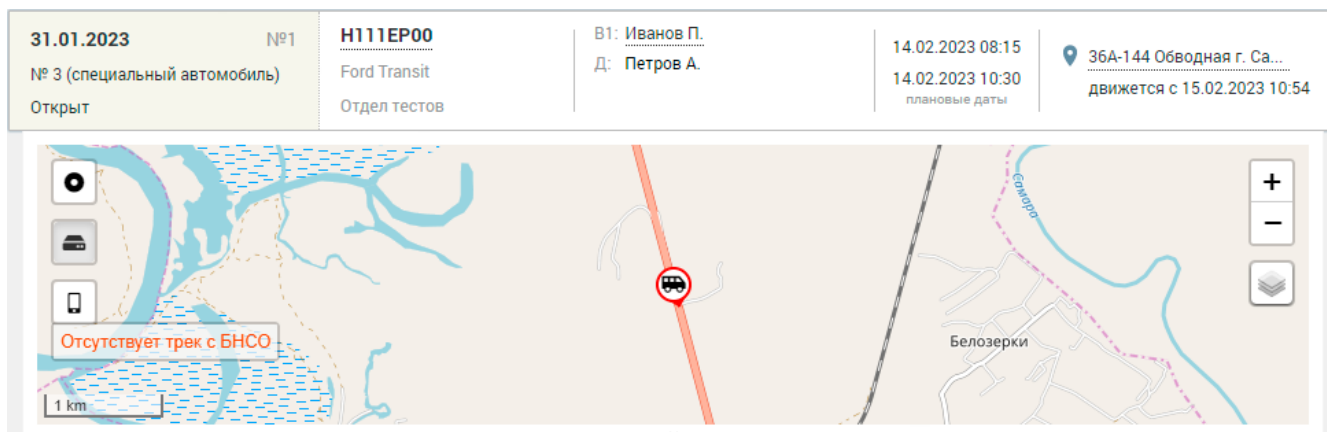 31.01.2023 №1
№ 3 (специальный автомобиль)
Открыт
Н111ЕР00
Ford Transit
Отдел тестов
В1: Иванов П.
Д: Петров А.
14.02.2023 08:15
14.02.2023 10:30
плановые даты
36А-144 Обводная г. Са...
движется с 15.02.2023 10:54
+
−
Самара
Отсутствует трек с БНСО
Белозерки
1 km